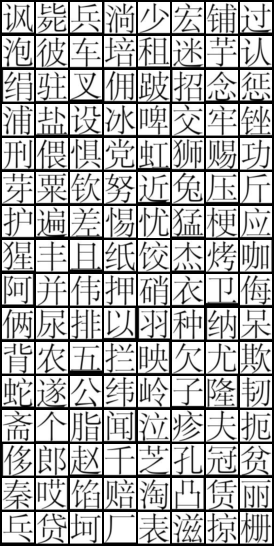 讽毙兵淌少宏铺过
泡彼车培租迷芋认
绢驻叉佣跛招念惩
浦盐设冰啤交牢锉
刑偎惧党虹狮赐功
芽粟钦努近兔压斤
护遍差惕忧猛梗应
猩丰且纸饺杰烤咖
阿并伟押硝衣卫侮
俩尿排以羽种纳呆
背农五拦映欠尤欺
蛇遂公纬岭子隆韧
斋个脂闻泣疹夫扼
侈郎赵千芝孔冠贫
秦哎馅赔淘凸赁丽
乓贷坷厂表滋掠栅